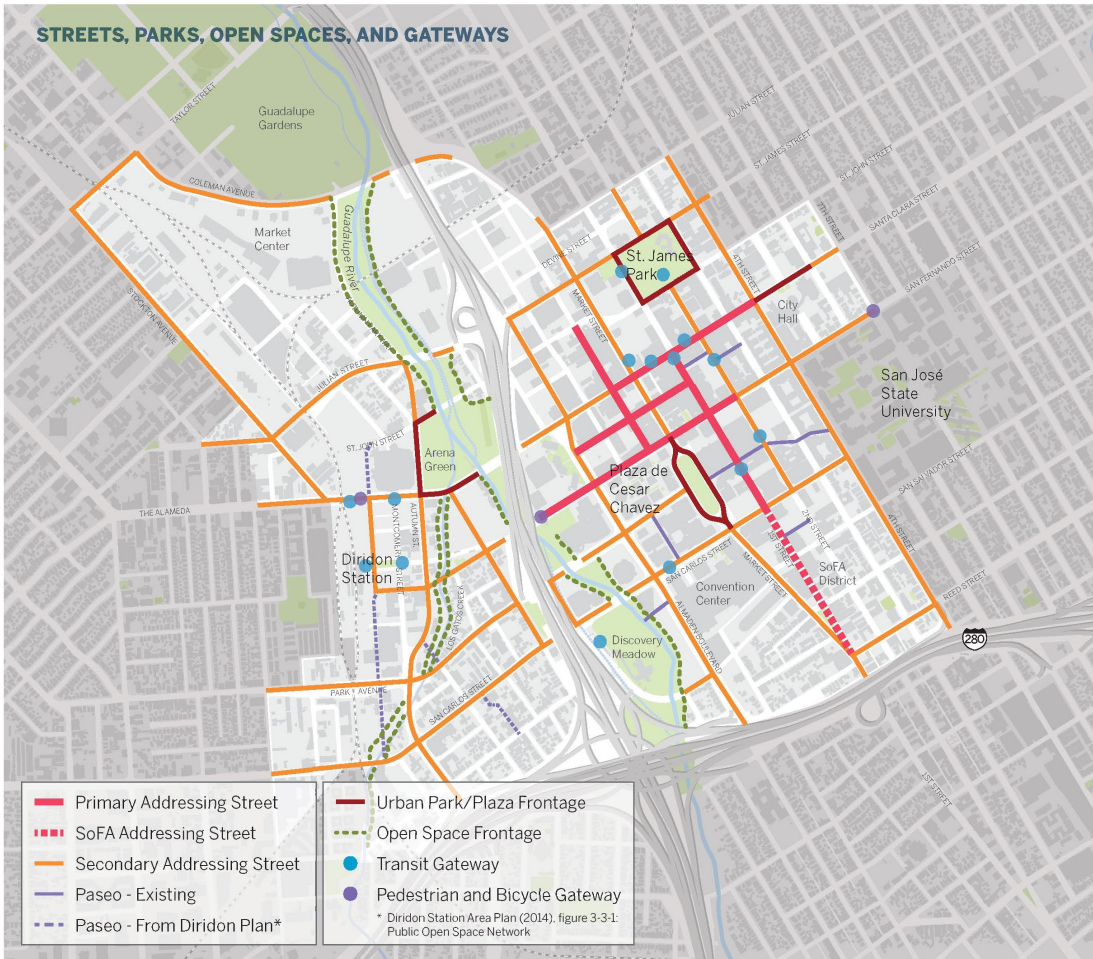 STREETS, PARKS, OPEN SPACES, AND GATEWAYS
TAYLOR STREET
Guadalupe
Gardens
JULIAN STREET
ST. JAMES STREET
ST. JOHN STREET
COLEMAN AVENUE
7TH STREET
SANTA CLARA STREET
Market
Center
Guadalupe River
DEVINE STREET
St. James
Park
4TH STREET
SAN FERNANDO STREET
STOCKTON AVENUE
MARKET STREET
City
Hall
JULIAN STREET
San José
State
University
ST. JOHN STREET
Arena
Green
Plaza de
Cesar
Chavez
SAN SALVADOR STREET
THE ALAMEDA
MONTGOMERY STREET
AUTUMN ST.
2ND STREET
4TH STREET
1ST STREET
Diridon
Station
SAN CARLOS STREET
MARKET STREET
SoFA
District
Convention
Center
REED STREET
LOS GATOS CREEK
ALMADEN BOULEVARD
Discovery
Meadow
280
PARK AVENUE
SAN CARLOS STREET
1ST STREET
Primary Addressing Street
SoFA Addressing Street
Secondary Addressing Street
Paseo - Existing
Paseo - From Diridon Plan*
Urban Park/Plaza Frontage
Open Space Frontage
Transit Gateway
Pedestrian and Bicycle Gateway
* Diridon Station Area Plan (2014), figure 3-3-1:
Public Open Space Network